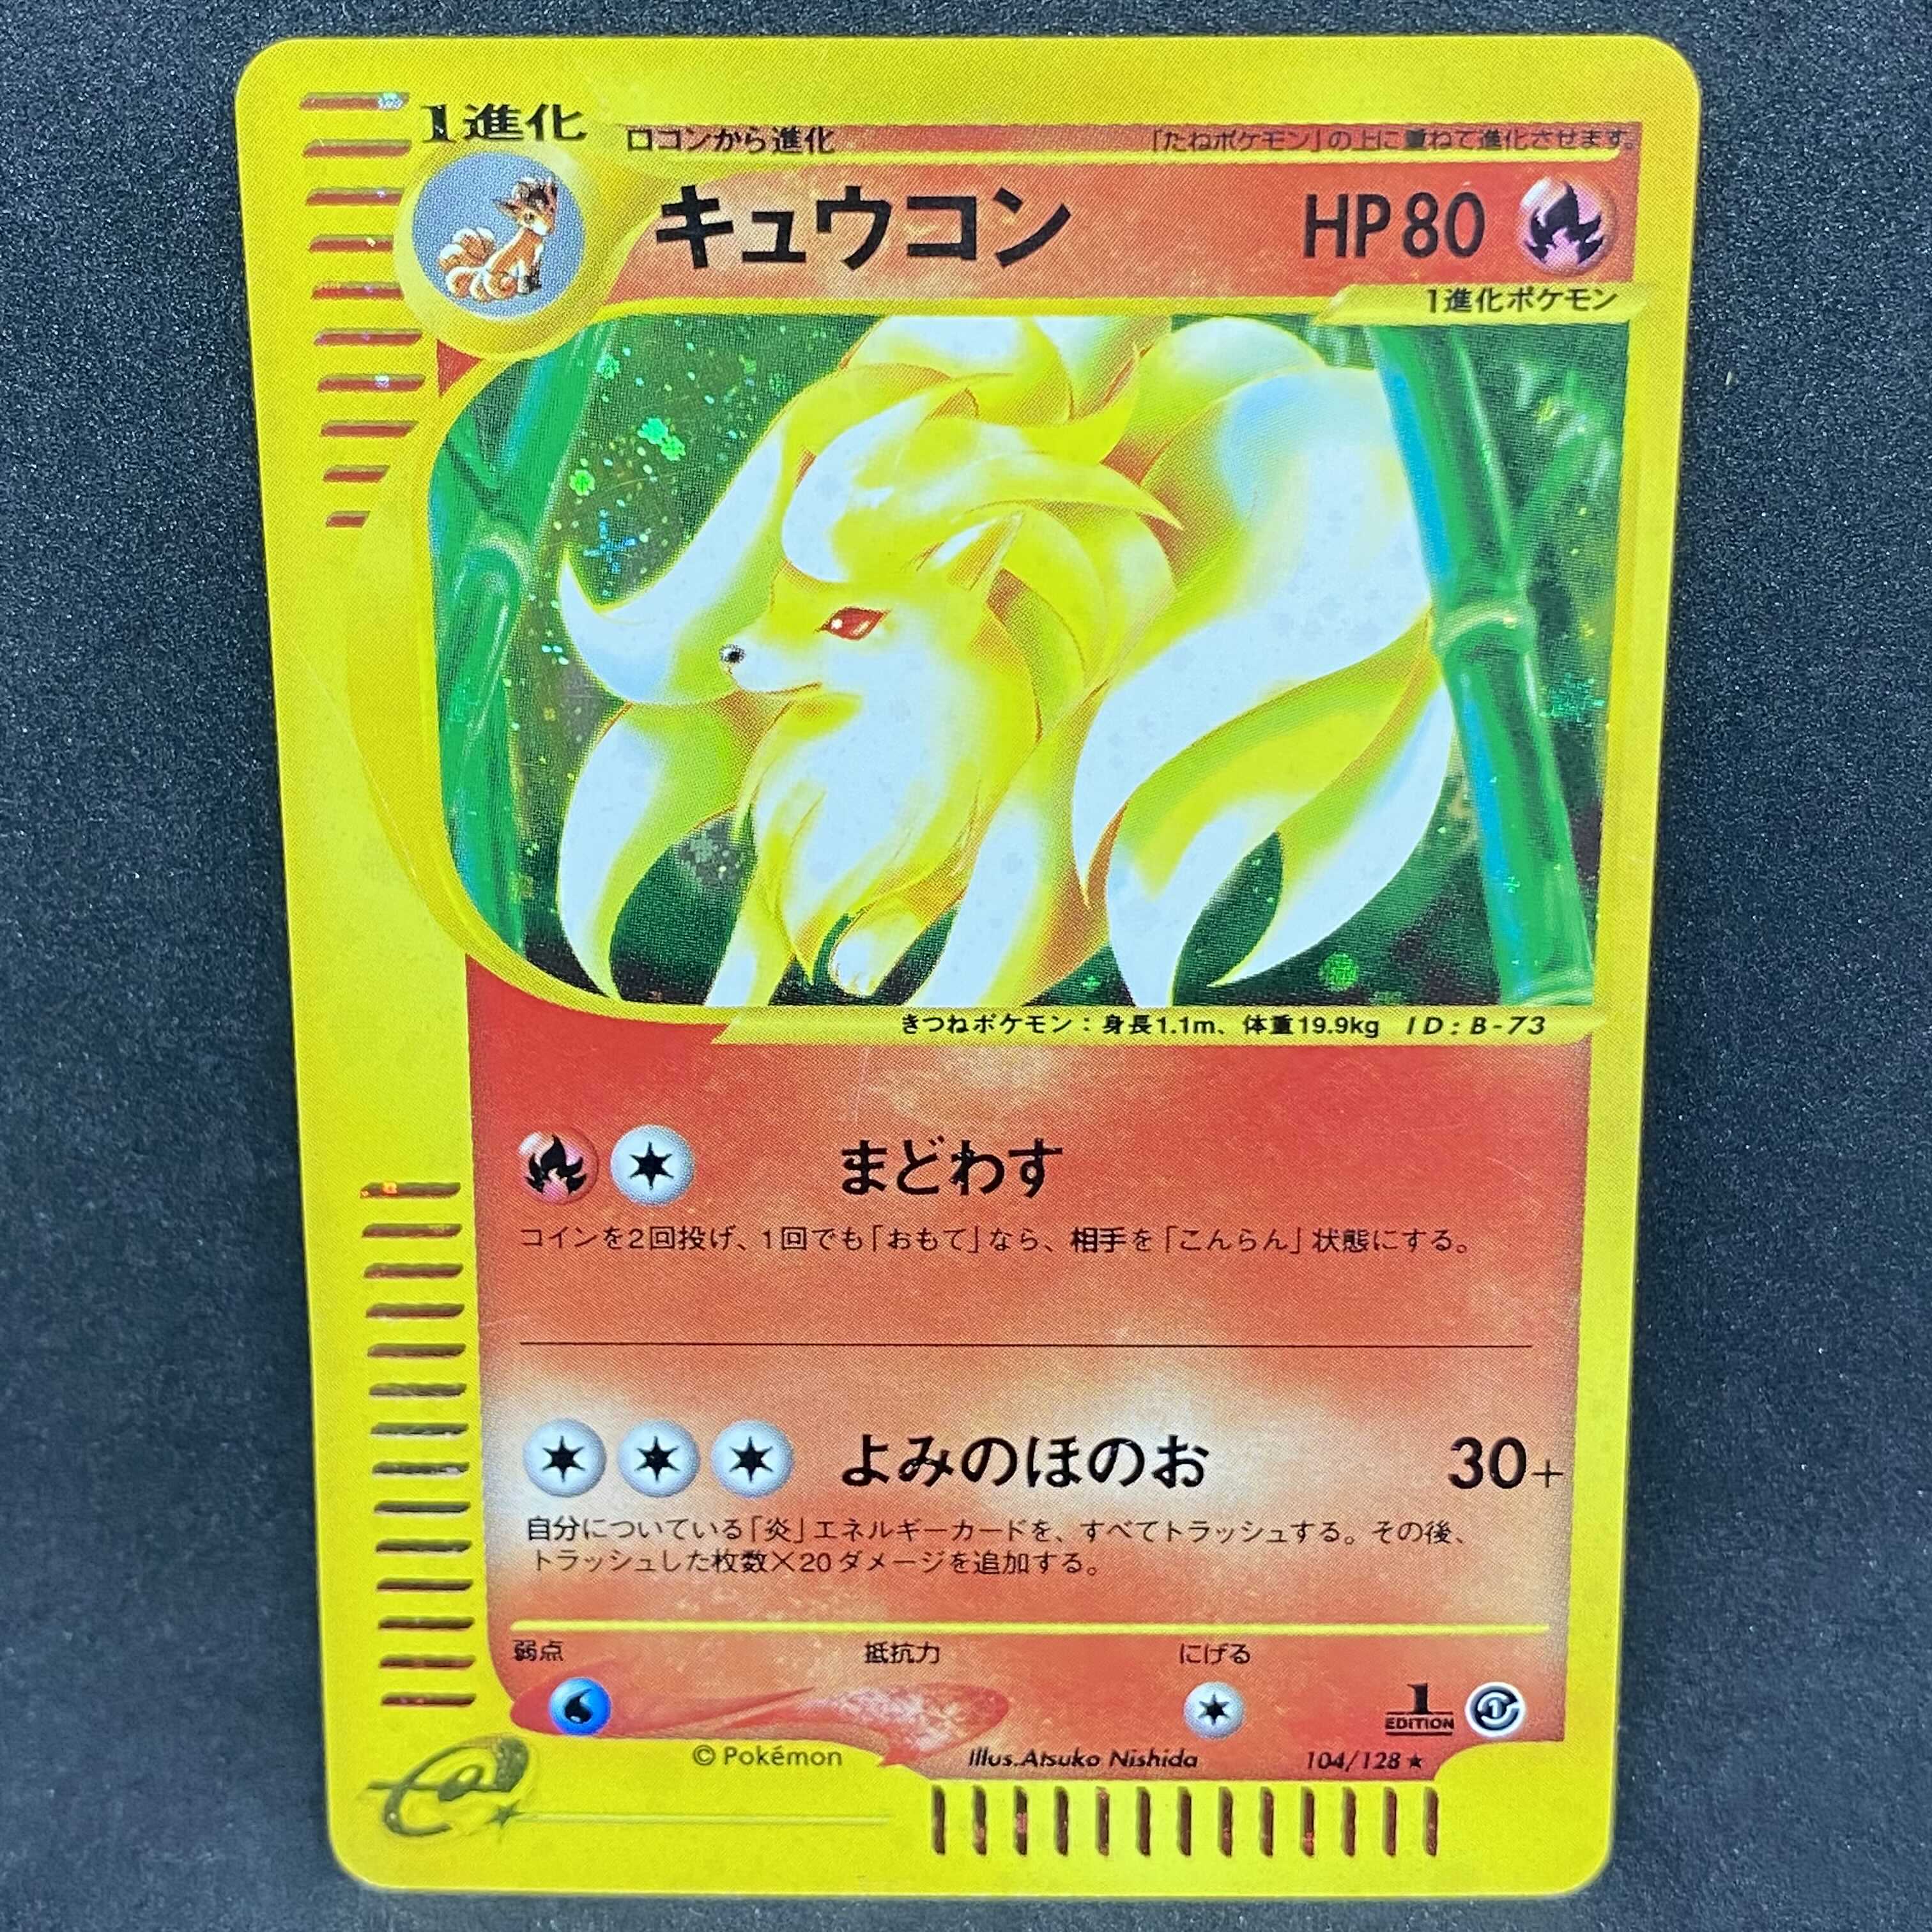 1進化
ロコンから進化
「たねポケモン」の上に重ねて進化させます。
キュウコン HP80
1進化ポケモン
きつねポケモン：身長1.1m、体重19.9kg ID:B-73
まどわす
コインを2回投げ、1回でも「おもて」なら、相手を「こんらん」状態にする。
よみのほのお 30+
自分についている「炎」エネルギーカードを、すべてトラッシュする。その後、
トラッシュした枚数×20ダメージを追加する。
弱点 抵抗力 にげる
1
EDITION
1
© Pokémon Illus.Atsuko Nishida 104/128 ★
e